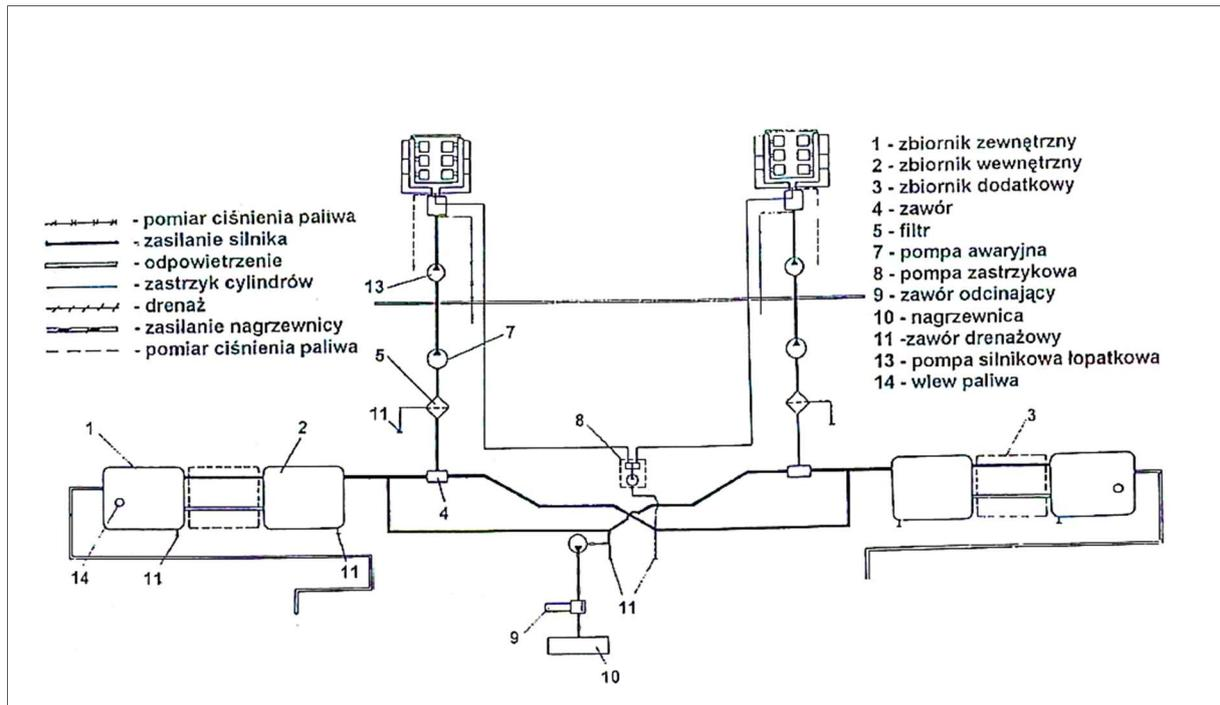 - pomiar ciśnienia paliwa
- zasilanie silnika
- odpowietrzenie
- zastrzyk cylindrów
- drenaż
- zasilanie nagrzewnicy
- pomiar ciśnienia paliwa
1 - zbiornik zewnętrzny
2 - zbiornik wewnętrzny
3 - zbiornik dodatkowy
4 - zawór
5 - filtr
7 - pompa awaryjna
8 - pompa zastrzykowa
9 - zawór odcinający
10 - nagrzewnica
11 -zawór drenażowy
13 - pompa silnikowa łopatkowa
14 - wlew paliwa
13
7
5
11
8
3
1
2
4
14
11
11
11
9
10